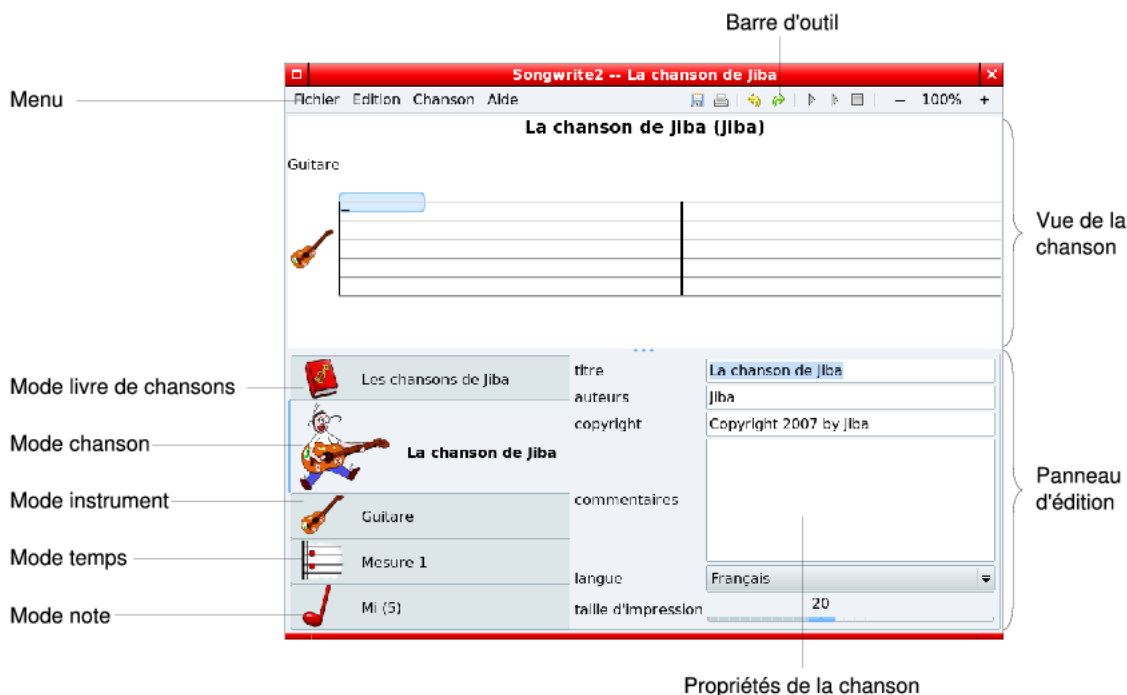 Barre d'outil
Songwrite2 -- La chanson de Jiba
Menu
Fichier Edition Chanson Aide
100%
La chanson de Jiba (Jiba)
Guitare
Vue de la
chanson
Mode livre de chansons
Les chansons de Jiba
titre
La chanson de Jiba
auteurs
Jiba
copyright
Copyright 2007 by Jiba
Mode chanson
La chanson de Jiba
Panneau
d'édition
Mode instrument
Guitare
commentaires
Mode temps
Mesure 1
langue
Français
Mode note
Mi (5)
taille d'impression
20
Propriétés de la chanson